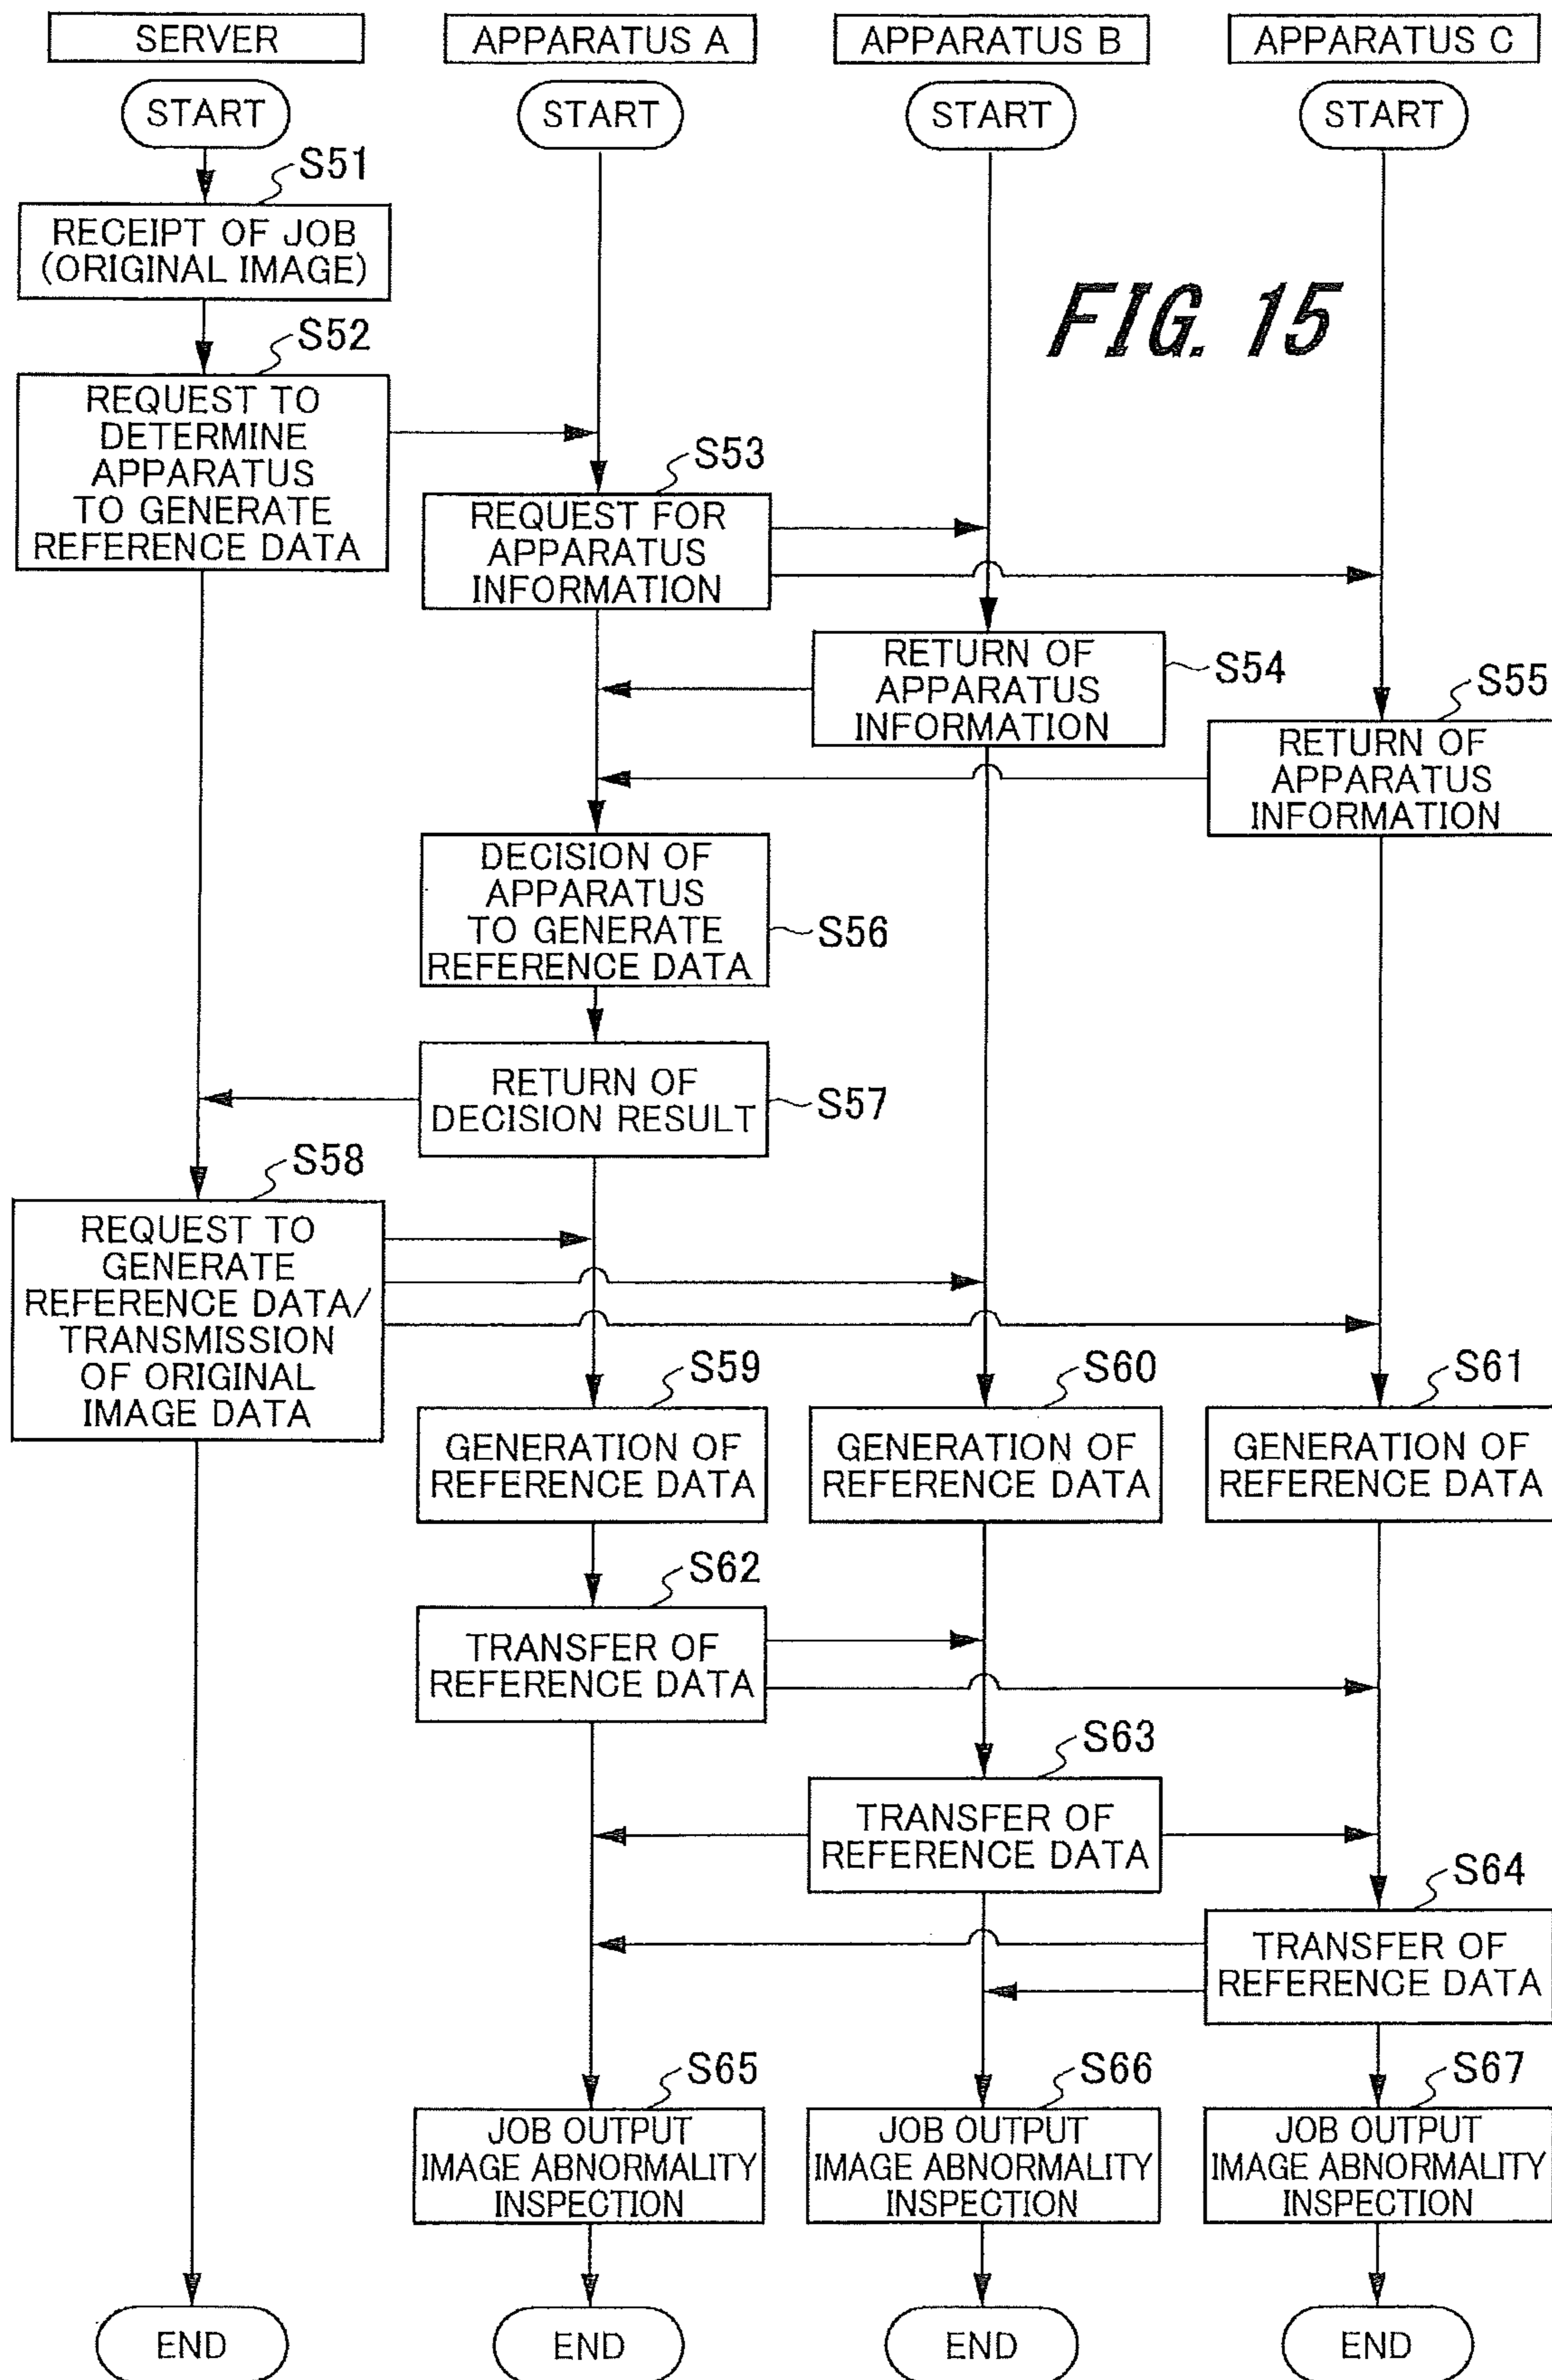 SERVER
APPARATUS A
APPARATUS B
APPARATUS C
START
START
START
START
S51
RECEIPT OF JOB
(ORIGINAL IMAGE)
FIG. 15
S52
REQUEST TO
DETERMINE
APPARATUS
TO GENERATE
REFERENCE DATA
S53
REQUEST FOR
APPARATUS
INFORMATION
RETURN OF
APPARATUS
INFORMATION
S54
S55
RETURN OF
APPARATUS
INFORMATION
DECISION OF
APPARATUS
TO GENERATE
REFERENCE DATA
S56
RETURN OF
DECISION RESULT
S57
S58
REQUEST TO
GENERATE
REFERENCE DATA/
TRANSMISSION
OF ORIGINAL
IMAGE DATA
S59
GENERATION OF
REFERENCE DATA
S60
GENERATION OF
REFERENCE DATA
S61
GENERATION OF
REFERENCE DATA
S62
TRANSFER OF
REFERENCE DATA
S63
TRANSFER OF
REFERENCE DATA
S64
TRANSFER OF
REFERENCE DATA
S65
JOB OUTPUT
IMAGE ABNORMALITY
INSPECTION
S66
JOB OUTPUT
IMAGE ABNORMALITY
INSPECTION
S67
JOB OUTPUT
IMAGE ABNORMALITY
INSPECTION
END
END
END
END